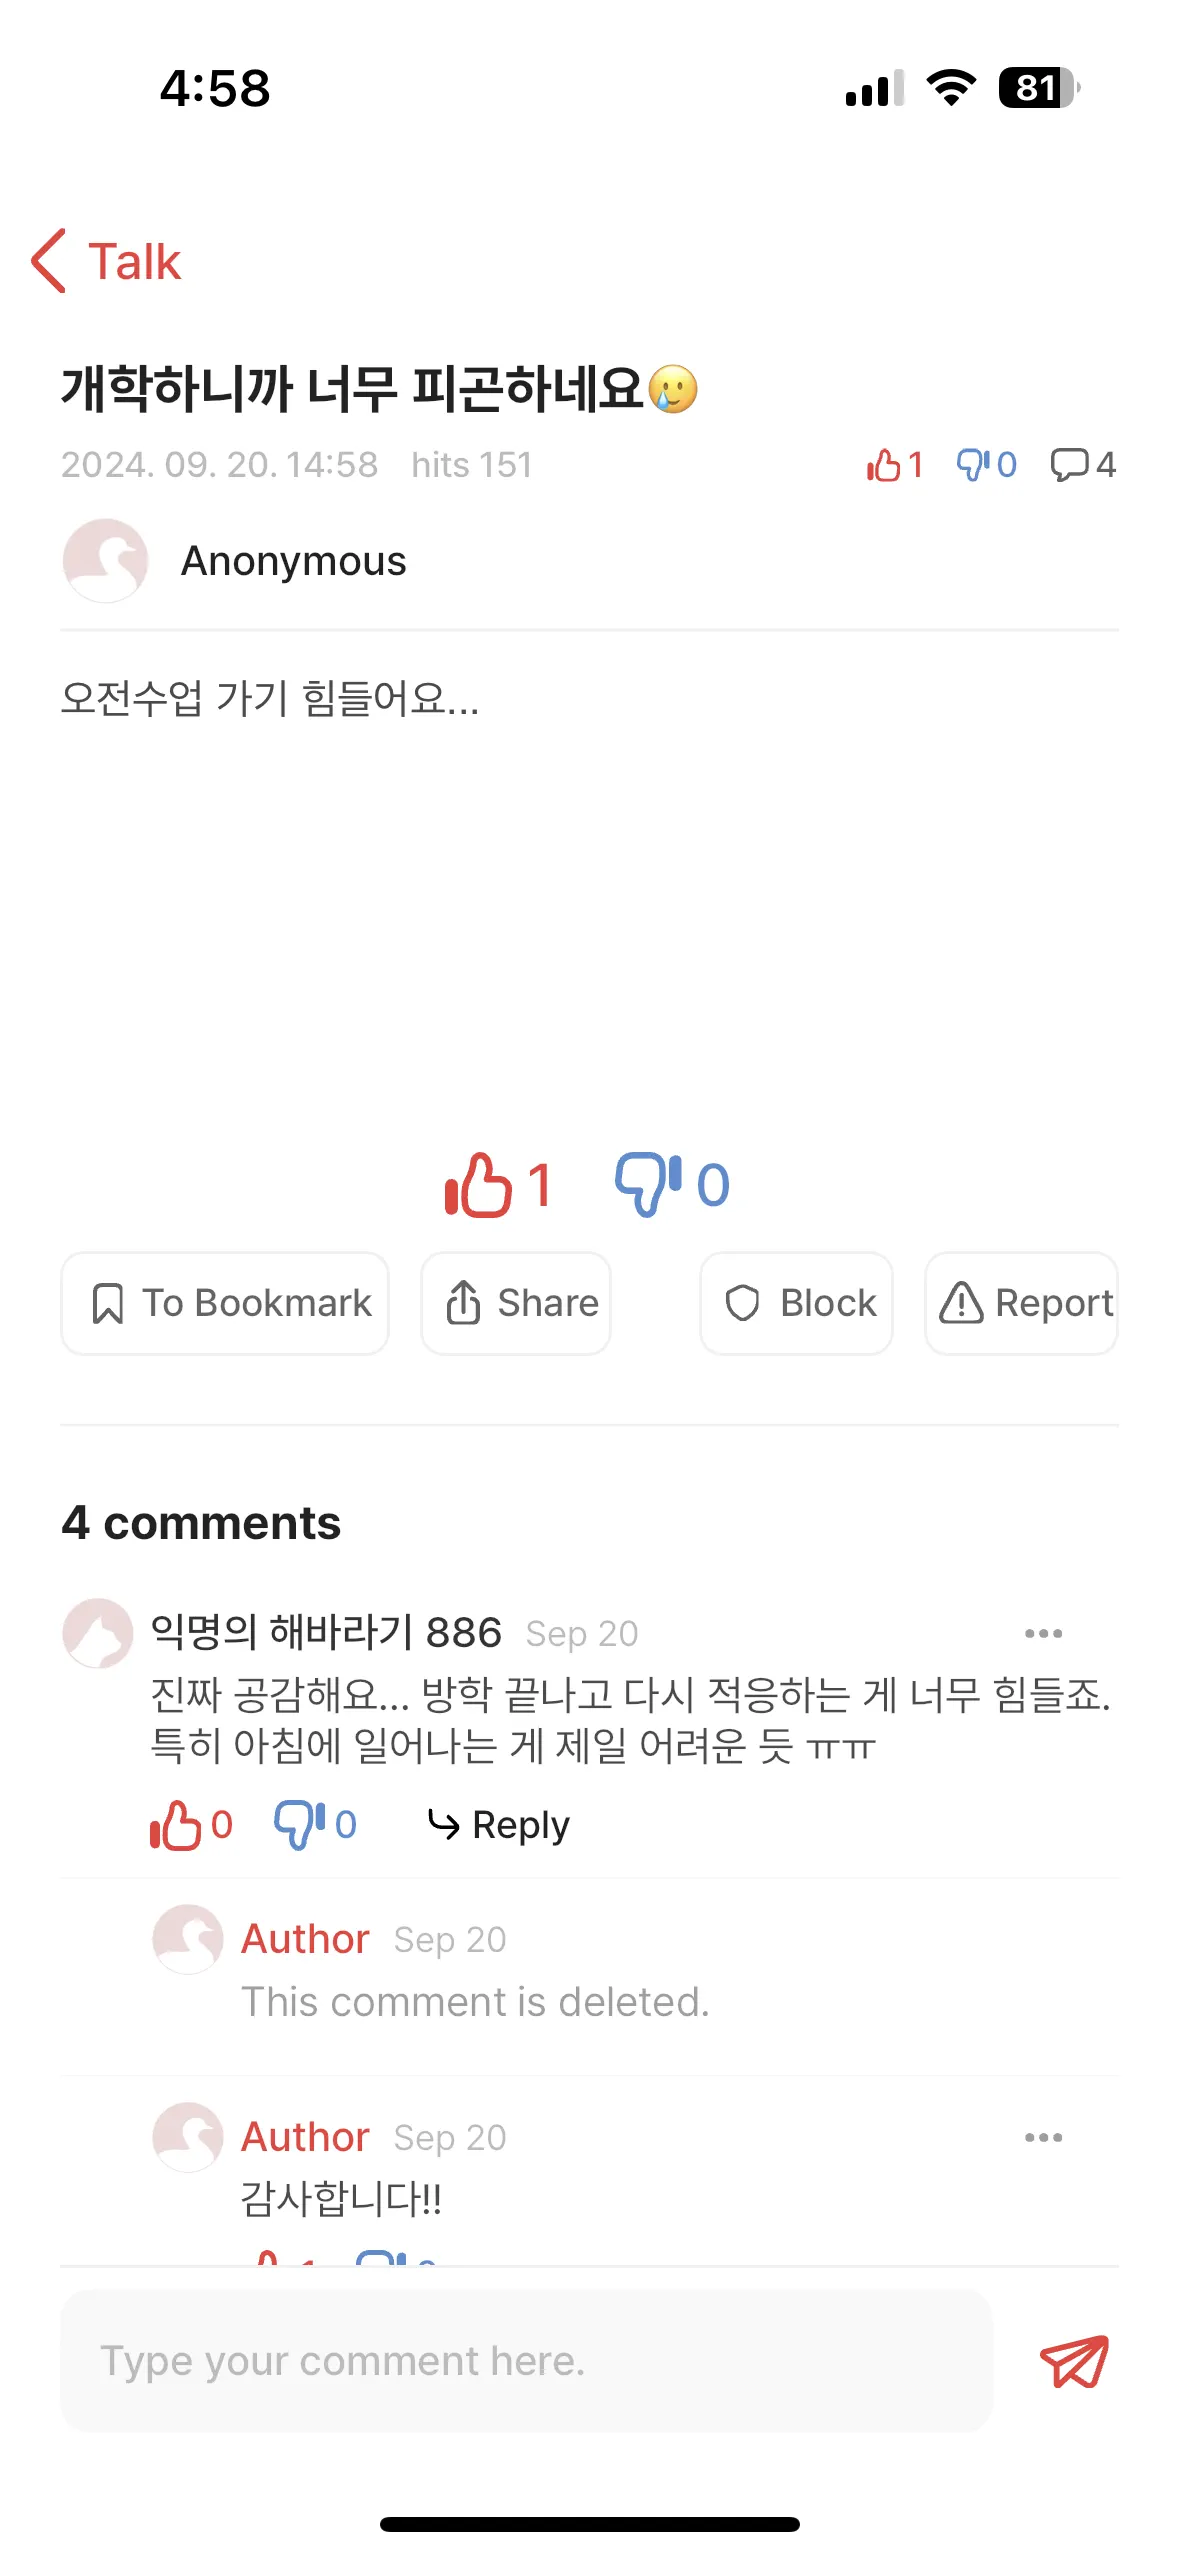 4:58
81
Talk
개학하니까 너무 피곤하네요🥲
2024. 09. 20. 14:58 hits 151 1 0 4
Anonymous
오전수업 가기 힘들어요...
1 0
To Bookmark Share Block Report
4 comments
익명의 해바라기 886 Sep 20
진짜 공감해요... 방학 끝나고 다시 적응하는 게 너무 힘들죠.
특히 아침에 일어나는 게 제일 어려운 듯 ㅠㅠ
0 0 Reply
Author Sep 20
This comment is deleted.
Author Sep 20
감사합니다!!
Type your comment here.